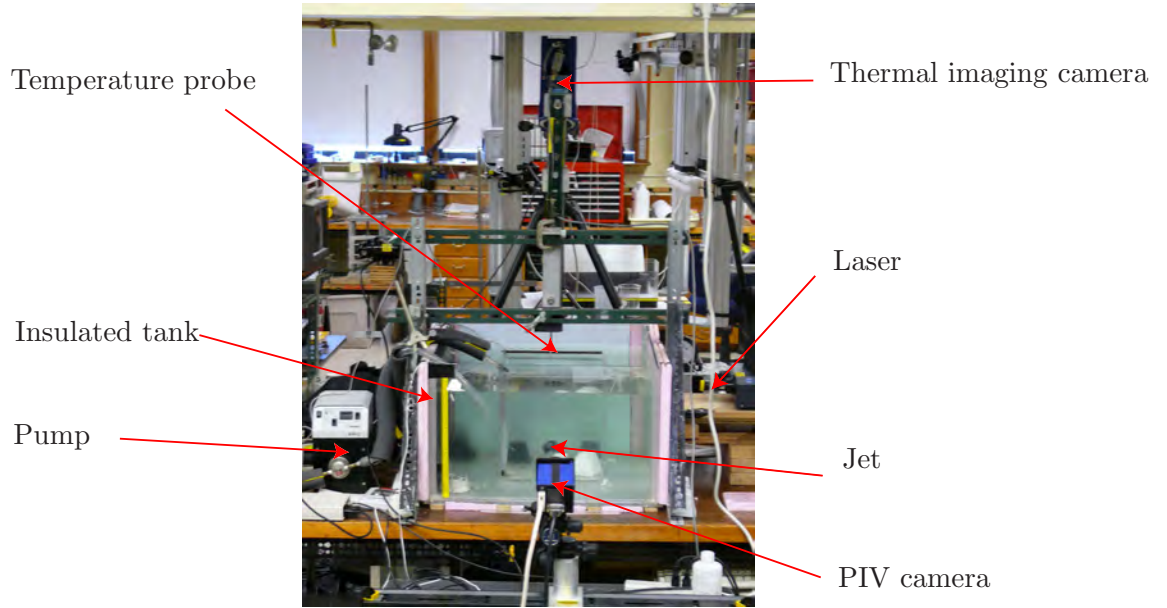 Temperature probe
Thermal imaging camera
Laser
Insulated tank
Pump
Jet
PIV camera